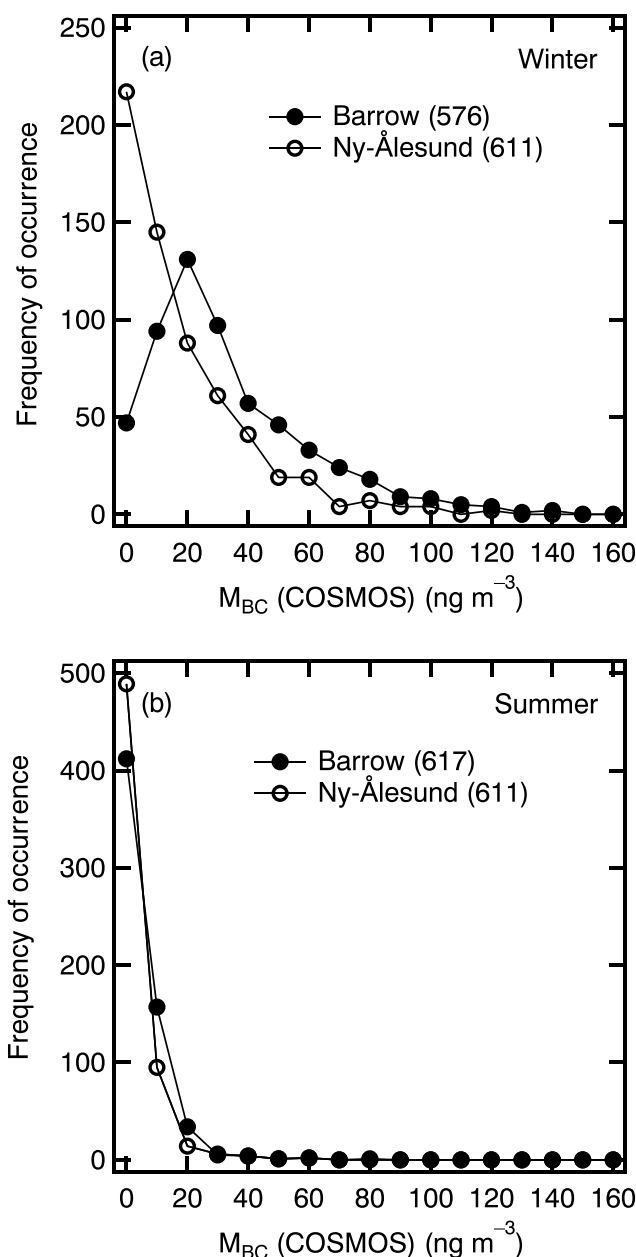 250
(a)
Winter
200
Barrow (576)
Ny-Ålesund (611)
150
100
50
0
Frequency of occurrence
0 20 40 60 80 100 120 140 160
M_BC (COSMOS) (ng m⁻³)
500
(b)
Summer
400
Barrow (617)
Ny-Ålesund (611)
300
200
100
0
Frequency of occurrence
0 20 40 60 80 100 120 140 160
M_BC (COSMOS) (ng m⁻³)